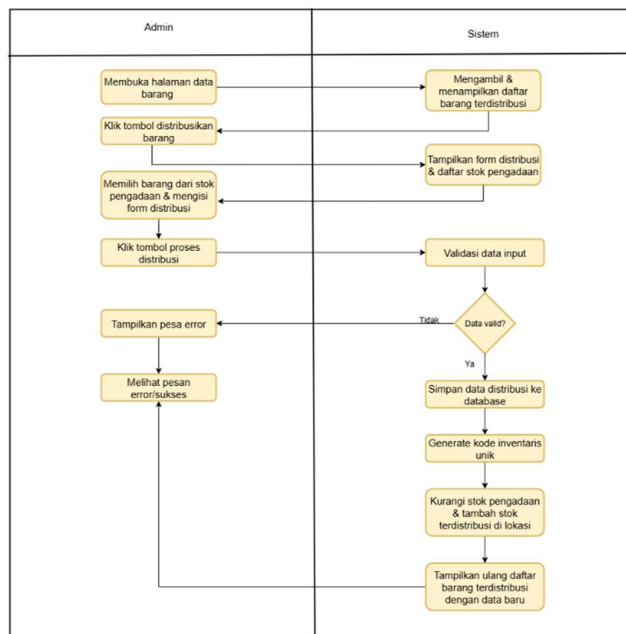 Admin
Sistem
Membuka halaman data
barang
Mengambil &
menampilkan daftar
barang terdistribusi
Klik tombol distribusikan
barang
Tampilkan form distribusi
& daftar stok pengadaan
Memilih barang dari stok
pengadaan & mengisi
form distribusi
Klik tombol proses
distribusi
Validasi data input
Tampilkan pesa error
Tidak
Data valid?
Ya
Melihat pesan
error/sukses
Simpan data distribusi ke
database
Generate kode inventaris
unik
Kurangi stok pengadaan
& tambah stok
terdistribusi di lokasi
Tampilkan ulang daftar
barang terdistribusi
dengan data baru